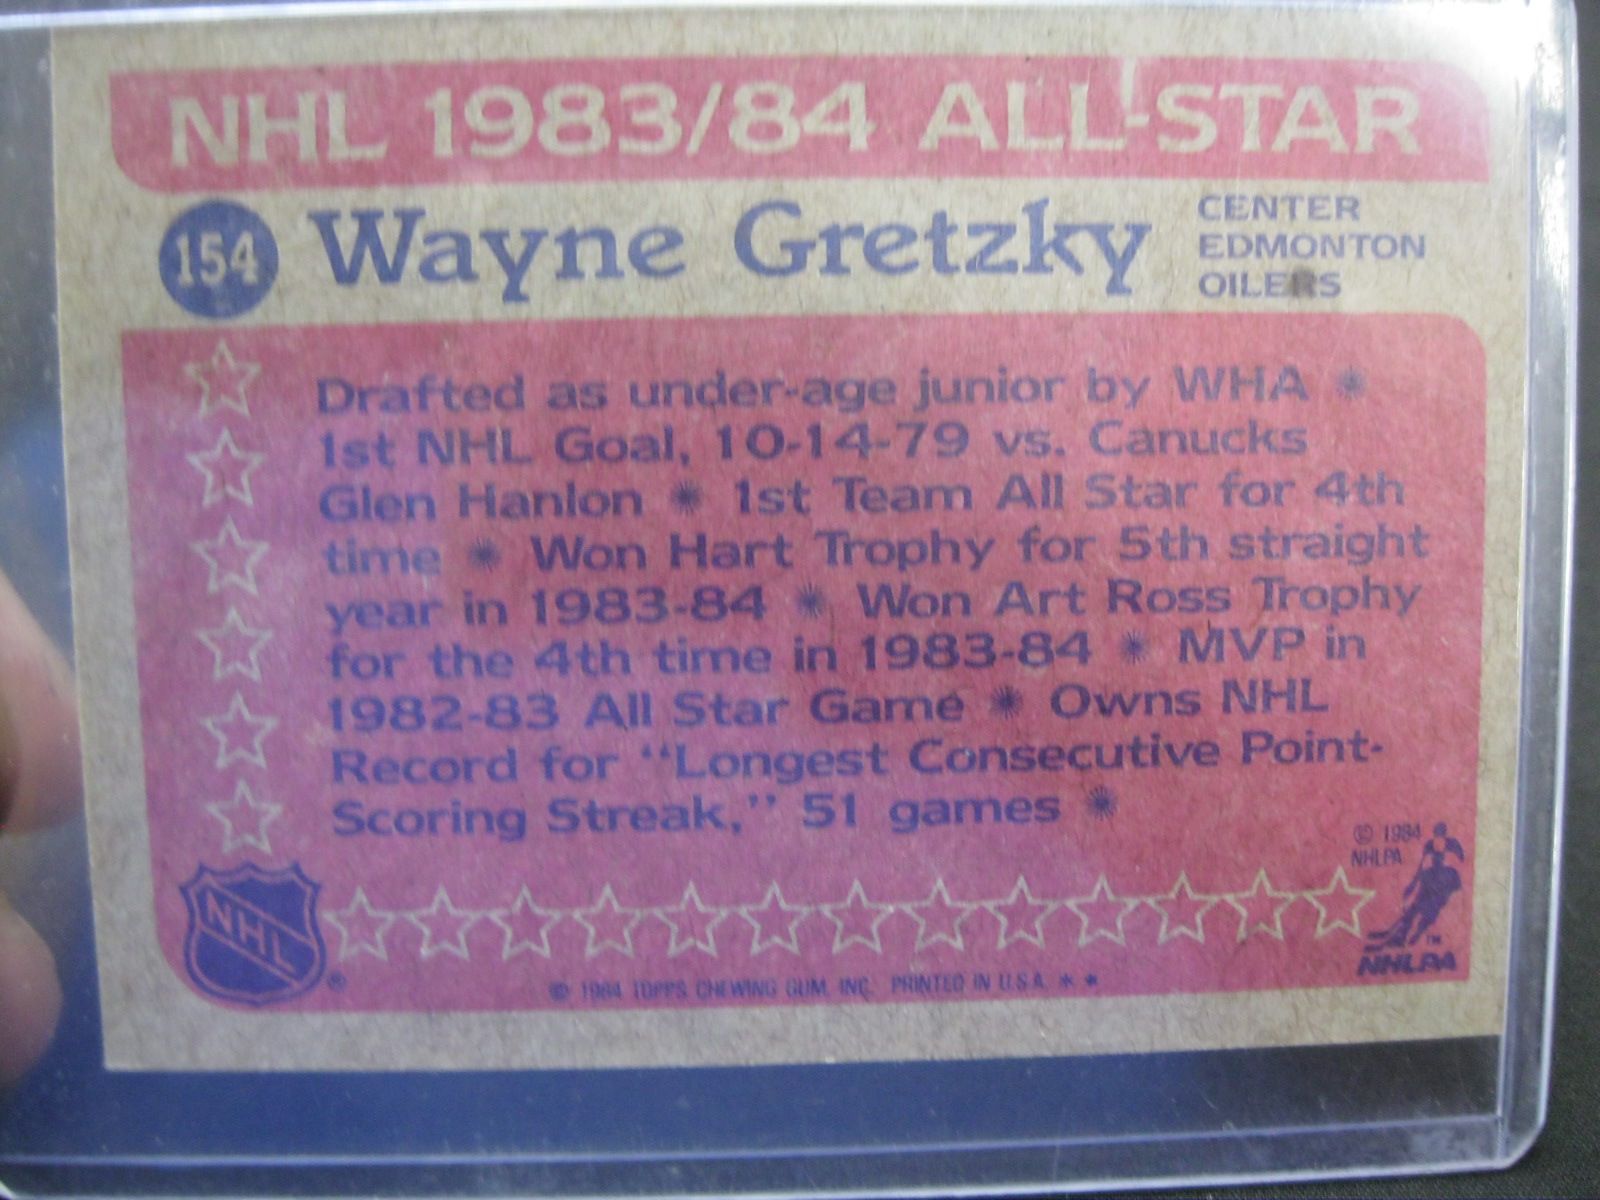 NHL 1983/84 ALL-STAR
154 Wayne Gretzky
CENTER
EDMONTON
OILERS
Drafted as under-age junior by WHA ✹
1st NHL Goal, 10-14-79 vs. Canucks
Glen Hanlon ✹ 1st Team All Star for 4th
time ✹ Won Hart Trophy for 5th straight
year in 1983-84 ✹ Won Art Ross Trophy
for the 4th time in 1983-84 ✹ MVP in
1982-83 All Star Game ✹ Owns NHL
Record for "Longest Consecutive Point-
Scoring Streak," 51 games ✹
© 1984
NHLPA
NHL ®
™
NHLPA
© 1984 TOPPS CHEWING GUM, INC. PRINTED IN U.S.A. * *